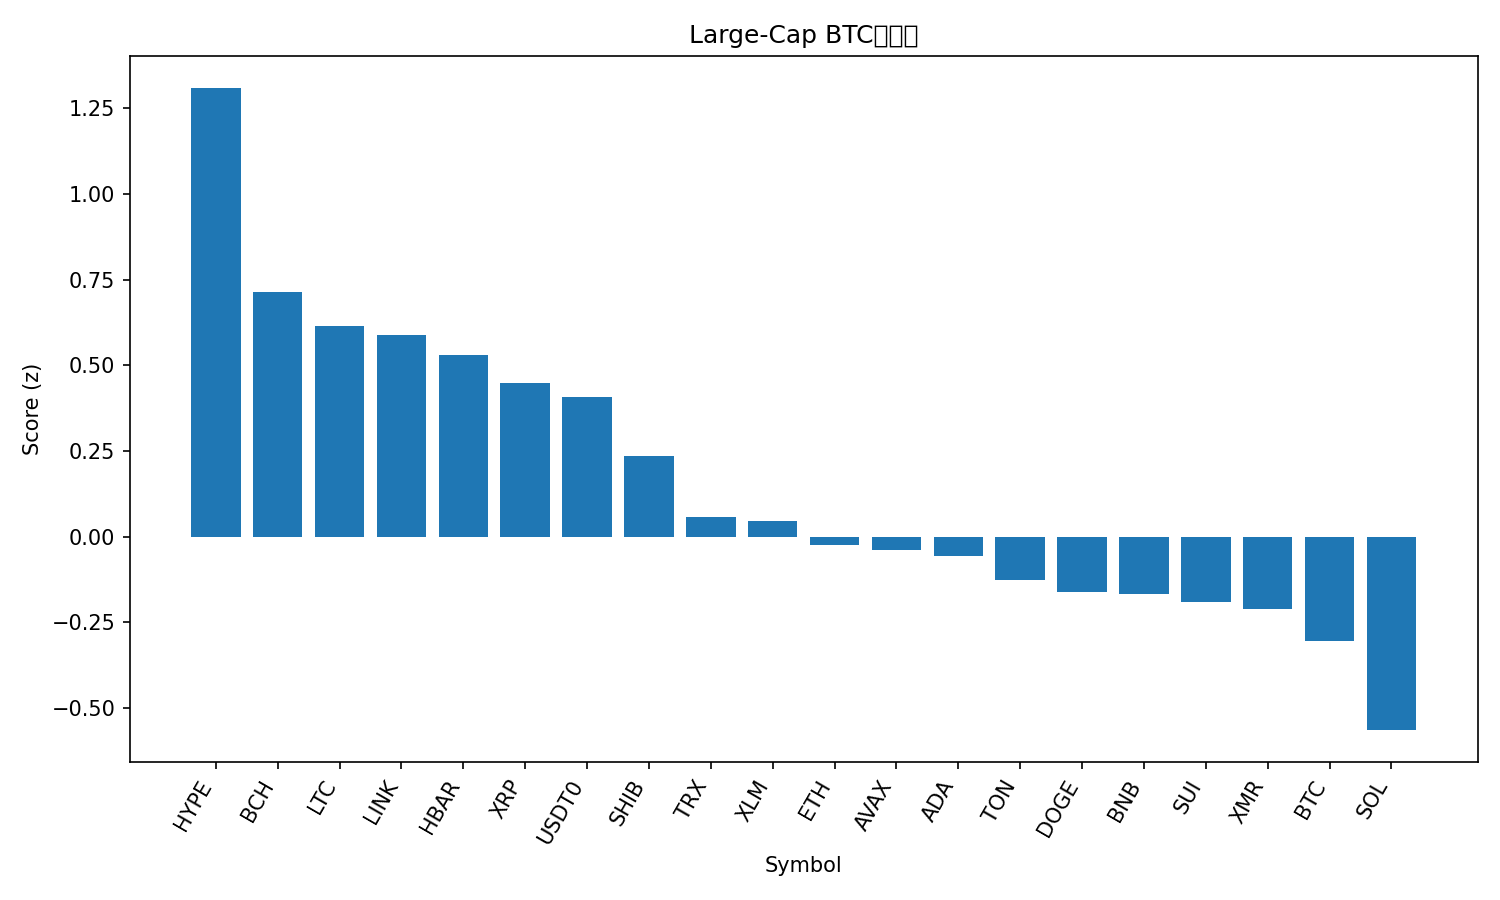 Large-Cap BTC
1.25
1.00
0.75
0.50
0.25
0.00
−0.25
−0.50
Score (z)
HYPE BCH LTC LINK HBAR XRP USDT0 SHIB TRX XLM ETH AVAX ADA TON DOGE BNB SUI XMR BTC SOL
Symbol